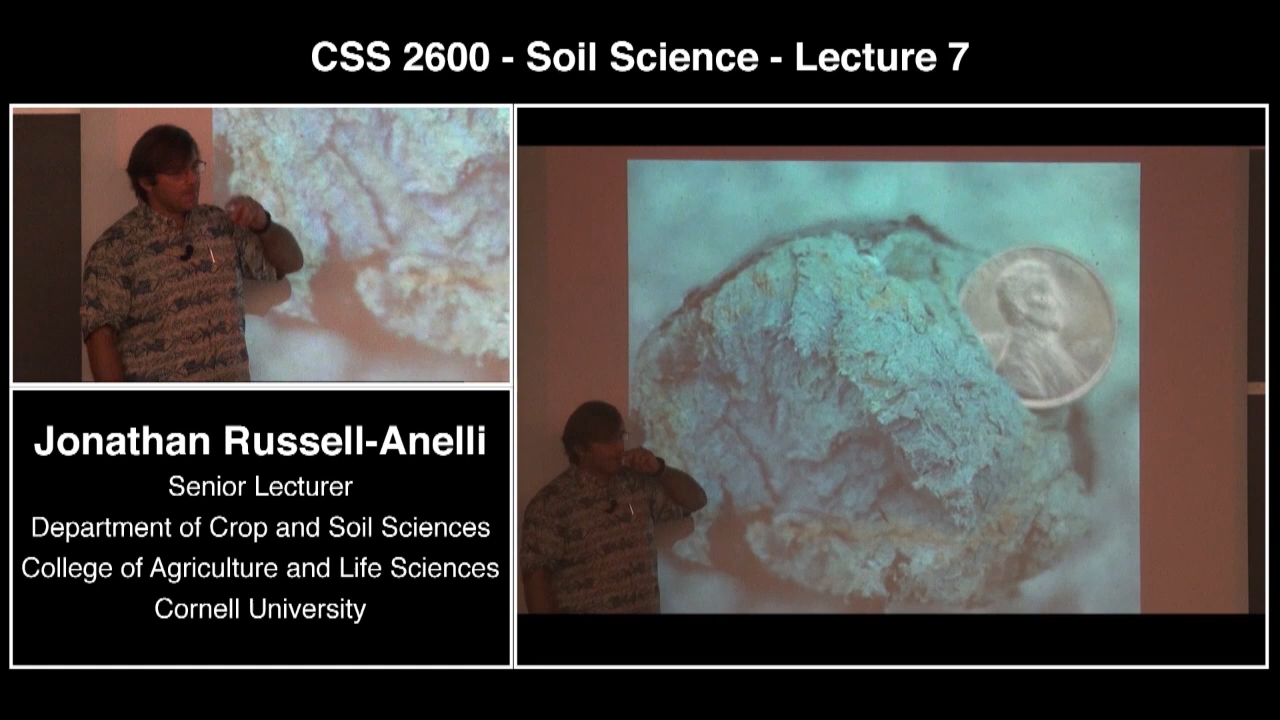 CSS 2600 - Soil Science - Lecture 7
Jonathan Russell-Anelli
Senior Lecturer
Department of Crop and Soil Sciences
College of Agriculture and Life Sciences
Cornell University